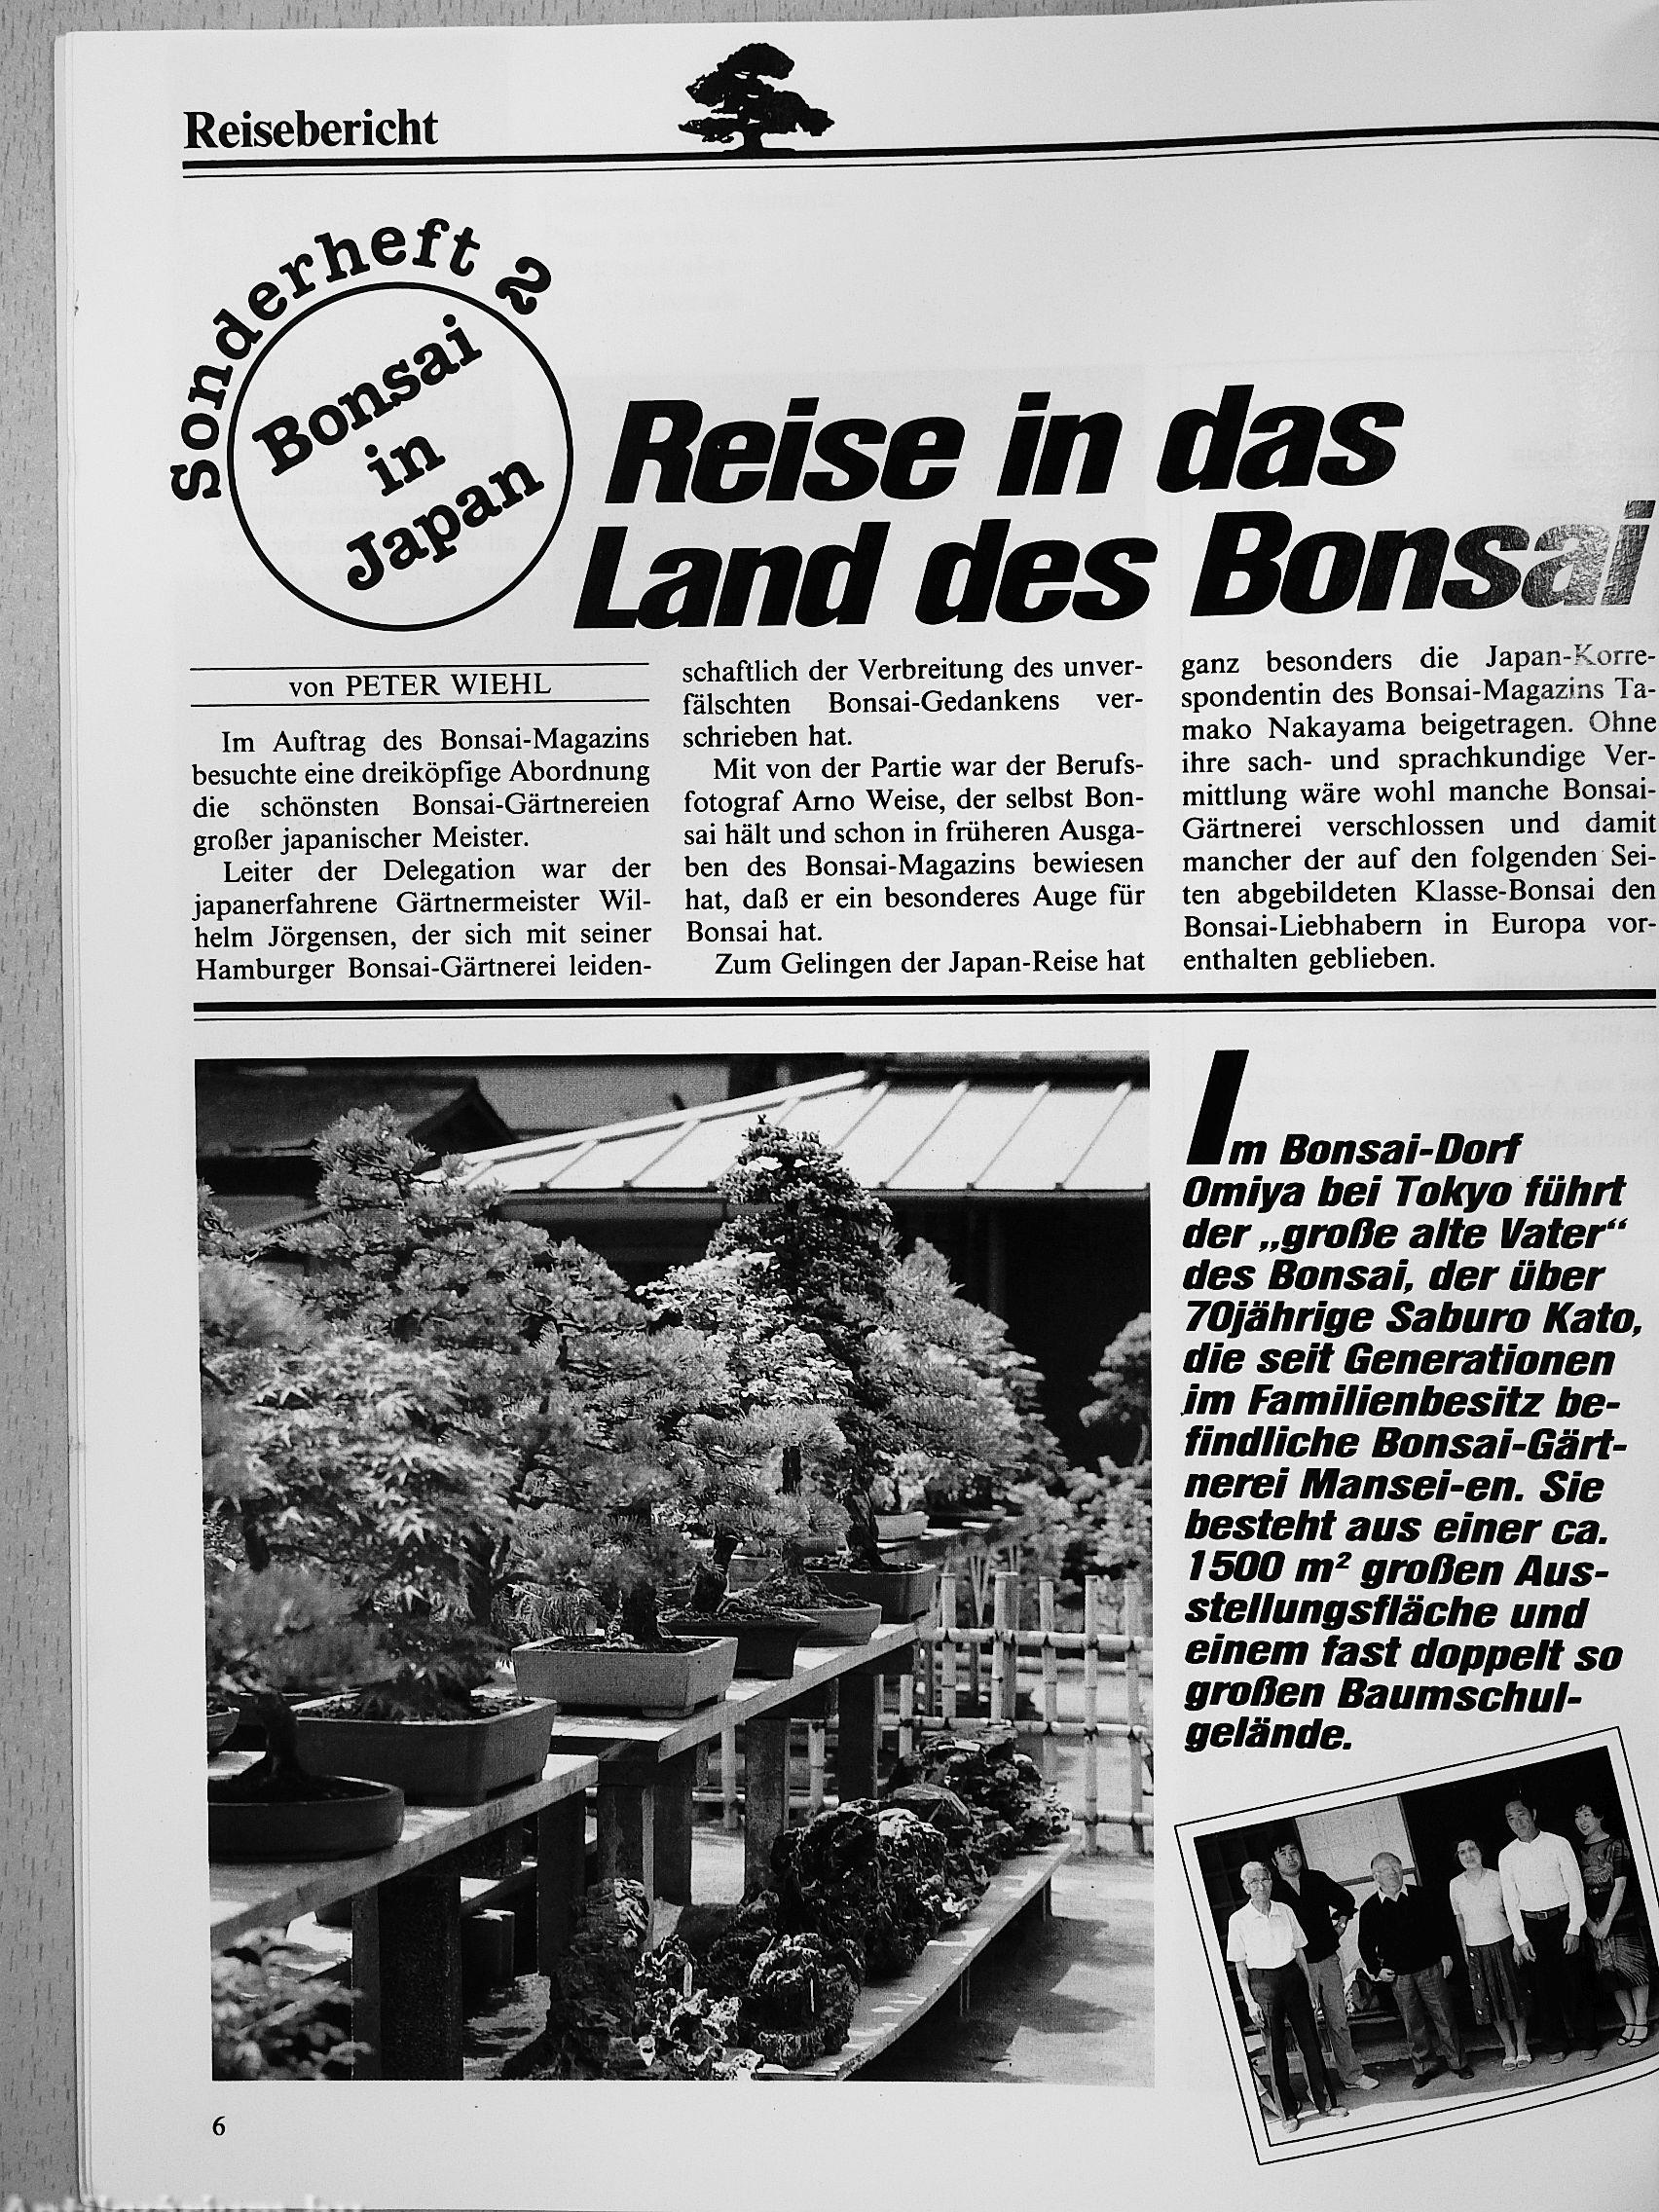 Reisebericht
Sonderheft 2
Bonsai
in
Japan
Reise in das
Land des Bonsai
von PETER WIEHL
Im Auftrag des Bonsai-Magazins
besuchte eine dreiköpfige Abordnung
die schönsten Bonsai-Gärtnereien
großer japanischer Meister.
Leiter der Delegation war der
japanerfahrene Gärtnermeister Wil-
helm Jörgensen, der sich mit seiner
Hamburger Bonsai-Gärtnerei leiden-
schaftlich der Verbreitung des unver-
fälschten Bonsai-Gedankens ver-
schrieben hat.
Mit von der Partie war der Berufs-
fotograf Arno Weise, der selbst Bon-
sai hält und schon in früheren Ausga-
ben des Bonsai-Magazins bewiesen
hat, daß er ein besonderes Auge für
Bonsai hat.
Zum Gelingen der Japan-Reise hat
ganz besonders die Japan-Korre-
spondentin des Bonsai-Magazins Ta-
mako Nakayama beigetragen. Ohne
ihre sach- und sprachkundige Ver-
mittlung wäre wohl manche Bonsai-
Gärtnerei verschlossen und damit
mancher der auf den folgenden Sei-
ten abgebildeten Klasse-Bonsai den
Bonsai-Liebhabern in Europa vor-
enthalten geblieben.
Im Bonsai-Dorf
Omiya bei Tokyo führt
der „große alte Vater“
des Bonsai, der über
70jährige Saburo Kato,
die seit Generationen
im Familienbesitz be-
findliche Bonsai-Gärt-
nerei Mansei-en. Sie
besteht aus einer ca.
1500 m² großen Aus-
stellungsfläche und
einem fast doppelt so
großen Baumschul-
gelände.
6